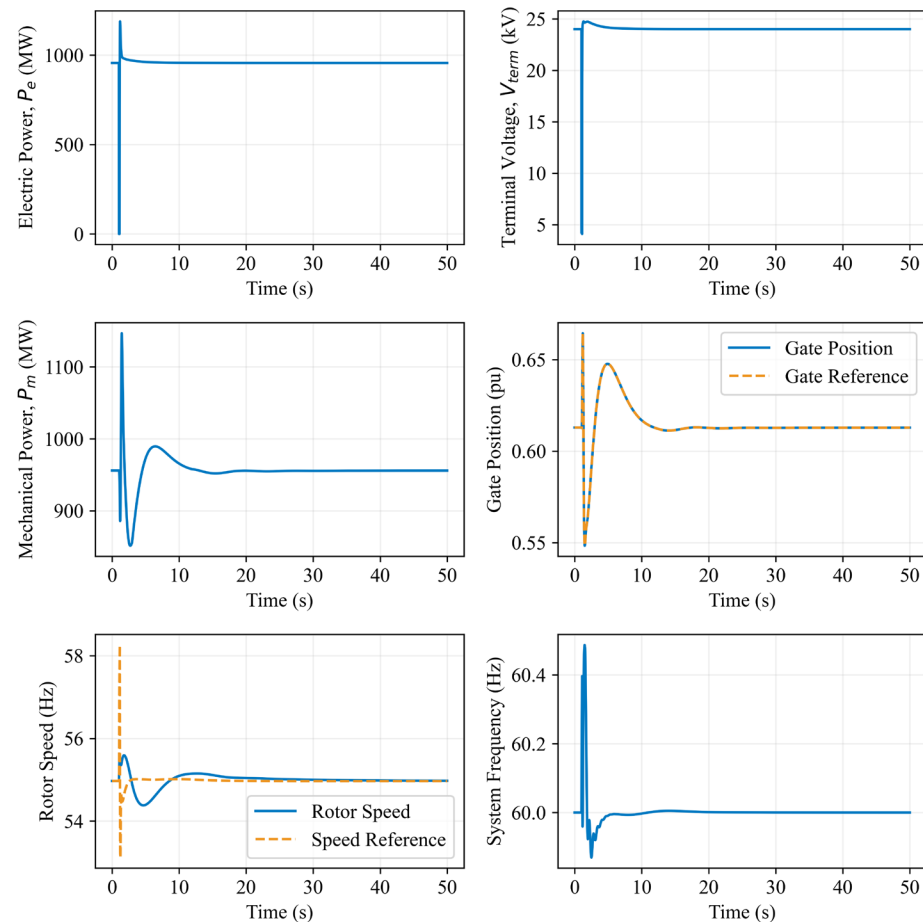 Electric Power, P_e (MW)
1000
500
0
0 10 20 30 40 50
Time (s)
Terminal Voltage, V_term (kV)
25
20
15
10
5
0 10 20 30 40 50
Time (s)
Mechanical Power, P_m (MW)
1100
1000
900
0 10 20 30 40 50
Time (s)
Gate Position (pu)
0.65
0.60
0.55
Gate Position
Gate Reference
0 10 20 30 40 50
Time (s)
Rotor Speed (Hz)
58
56
54
Rotor Speed
Speed Reference
0 10 20 30 40 50
Time (s)
System Frequency (Hz)
60.4
60.2
60.0
0 10 20 30 40 50
Time (s)